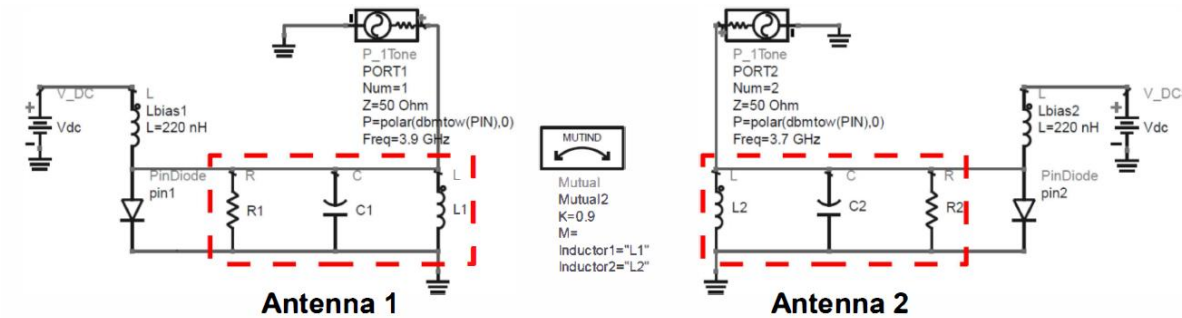 V_DC
+
Vdc
-
L
Lbias1
L=220 nH
PinDiode
pin1
R
R1
C
C1
L
L1
-
+
P_1Tone
PORT1
Num=1
Z=50 Ohm
P=polar(dbmtow(PIN),0)
Freq=3.9 GHz
Antenna 1
MUTIND
Mutual
Mutual2
K=0.9
M=
Inductor1="L1"
Inductor2="L2"
+
-
P_1Tone
PORT2
Num=2
Z=50 Ohm
P=polar(dbmtow(PIN),0)
Freq=3.7 GHz
L
L2
C
C2
R
R2
L
Lbias2
L=220 nH
PinDiode
pin2
V_DC
+
Vdc
-
Antenna 2